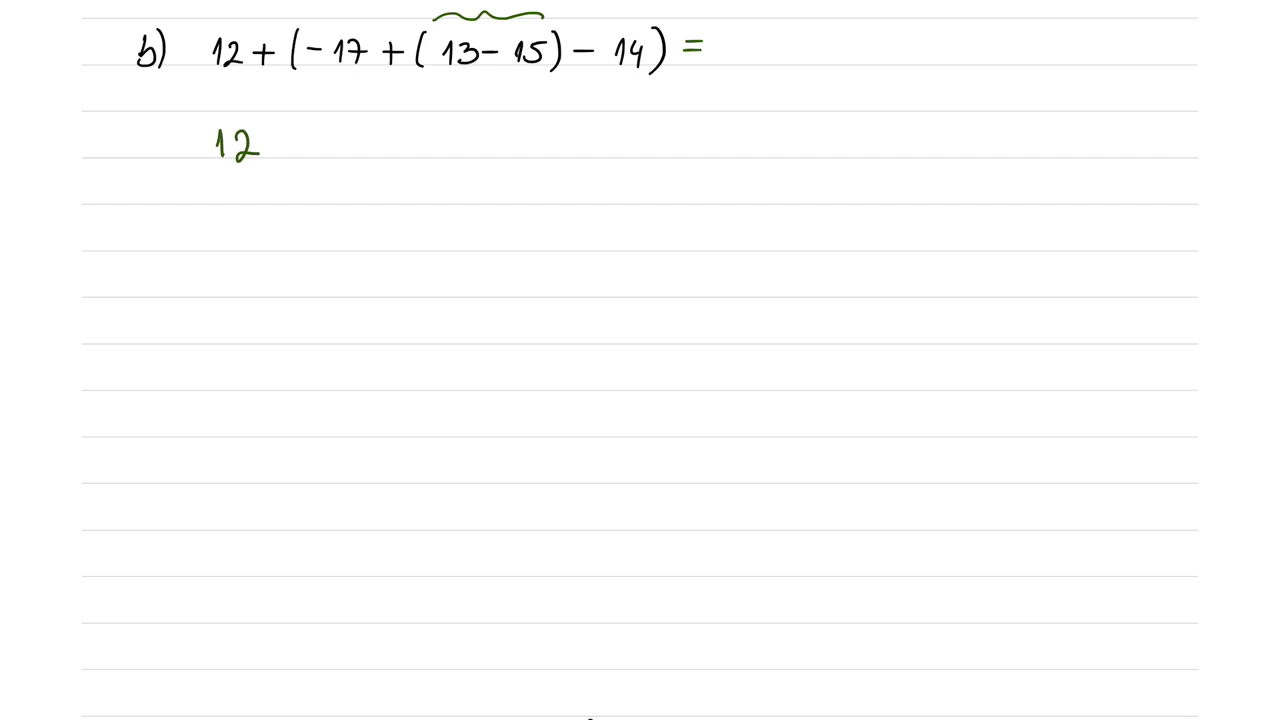 b) 12 + (- 17 + ( 13 - 15) - 14) =
12